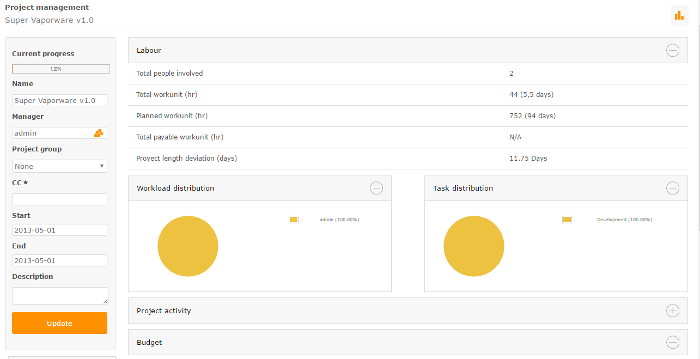 Project management
Super Vaporware v1.0
Current progress
12%
Name
Super Vaporware v1.0
Manager
admin
Project group
None
CC *
Start
2013-05-01
End
2013-05-01
Description
Update
Labour
Total people involved 2
Total workunit (hr) 44 (5,5 days)
Planned workunit (hr) 752 (94 days)
Total payable workunit (hr) N/A
Proyect length deviation (days) 11.75 Days
Workload distribution
admin (100.00%)
Task distribution
Development (100.00%)
Project activity
Budget